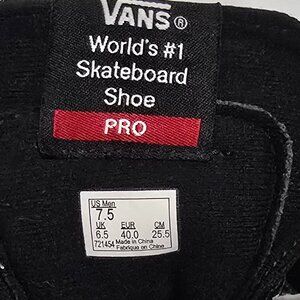 VANS®
World's #1
Skateboard
Shoe
PRO
US Men
7.5
UK EUR CM
6.5 40.0 25.5
721454 Made in China
Fabriqué en Chine